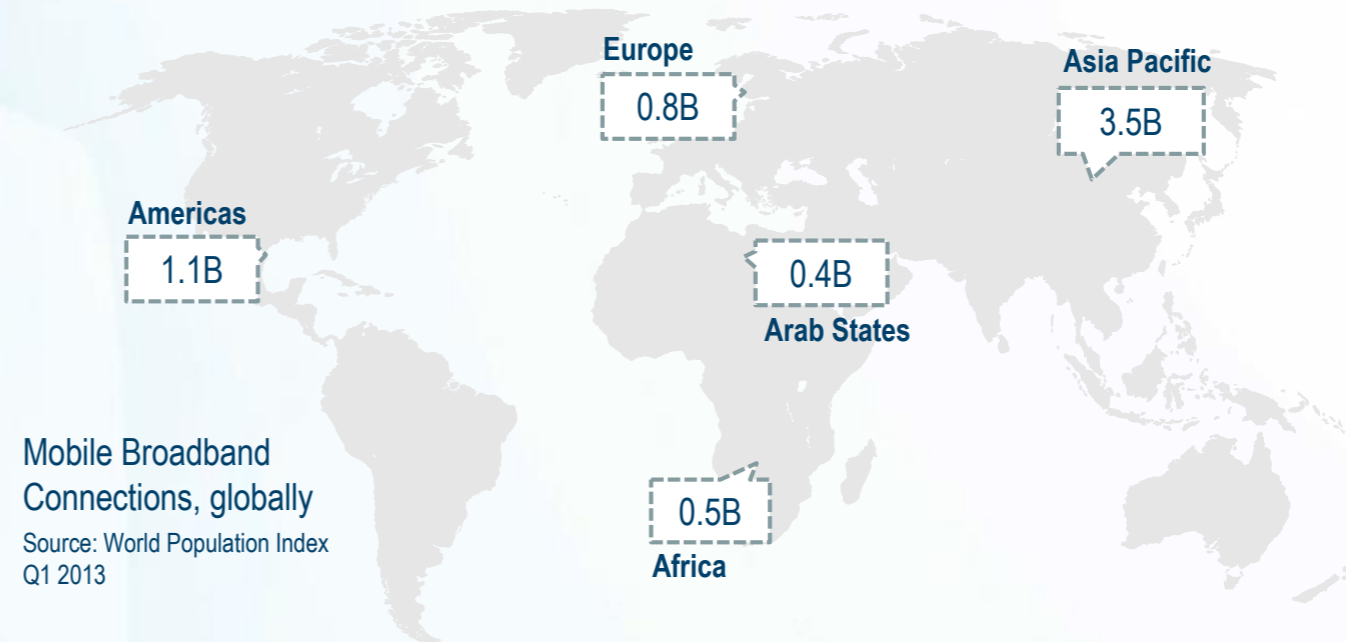 Europe
0.8B
Asia Pacific
3.5B
Americas
1.1B
0.4B
Arab States
Mobile Broadband
Connections, globally
Source: World Population Index
Q1 2013
0.5B
Africa